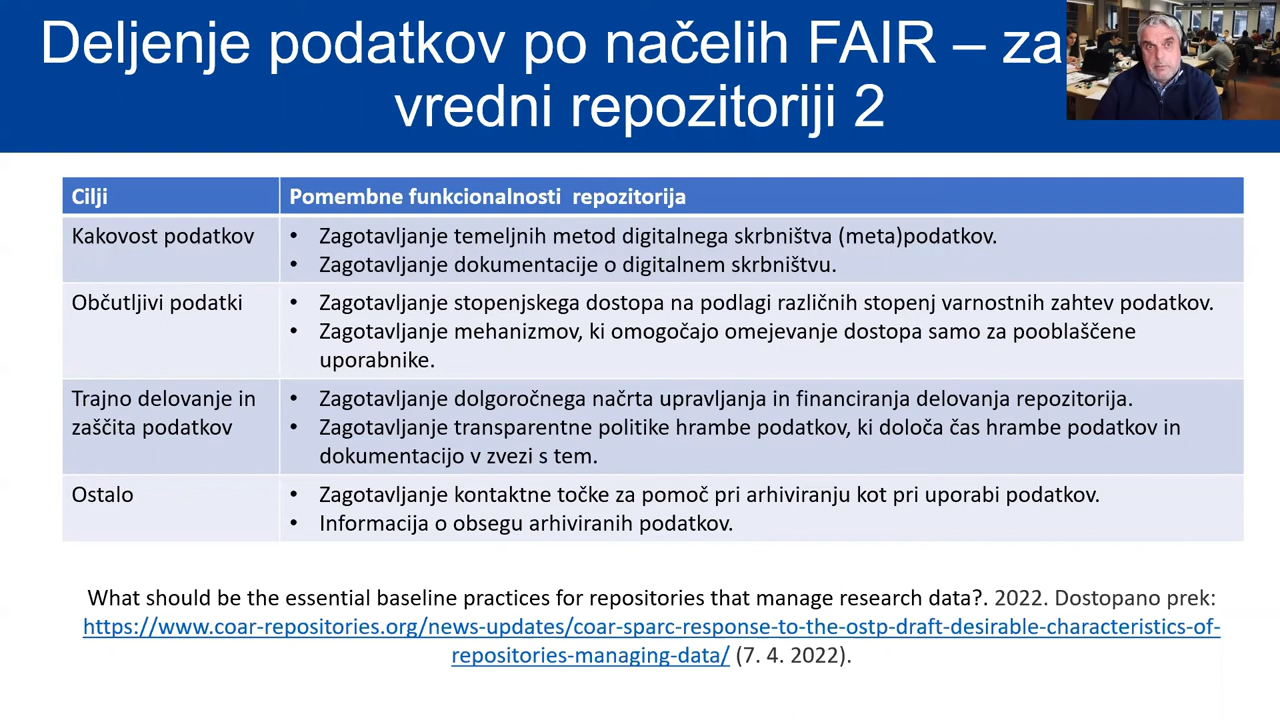 Deljenje podatkov po načelih FAIR – za
vredni repozitoriji 2
Cilji
Pomembne funkcionalnosti repozitorija
Kakovost podatkov
• Zagotavljanje temeljnih metod digitalnega skrbništva (meta)podatkov.
• Zagotavljanje dokumentacije o digitalnem skrbništvu.
Občutljivi podatki
• Zagotavljanje stopenjskega dostopa na podlagi različnih stopenj varnostnih zahtev podatkov.
• Zagotavljanje mehanizmov, ki omogočajo omejevanje dostopa samo za pooblaščene
uporabnike.
Trajno delovanje in
zaščita podatkov
• Zagotavljanje dolgoročnega načrta upravljanja in financiranja delovanja repozitorija.
• Zagotavljanje transparentne politike hrambe podatkov, ki določa čas hrambe podatkov in
dokumentacijo v zvezi s tem.
Ostalo
• Zagotavljanje kontaktne točke za pomoč pri arhiviranju kot pri uporabi podatkov.
• Informacija o obsegu arhiviranih podatkov.
What should be the essential baseline practices for repositories that manage research data?. 2022. Dostopano prek:
https://www.coar-repositories.org/news-updates/coar-sparc-response-to-the-ostp-draft-desirable-characteristics-of-
repositories-managing-data/ (7. 4. 2022).